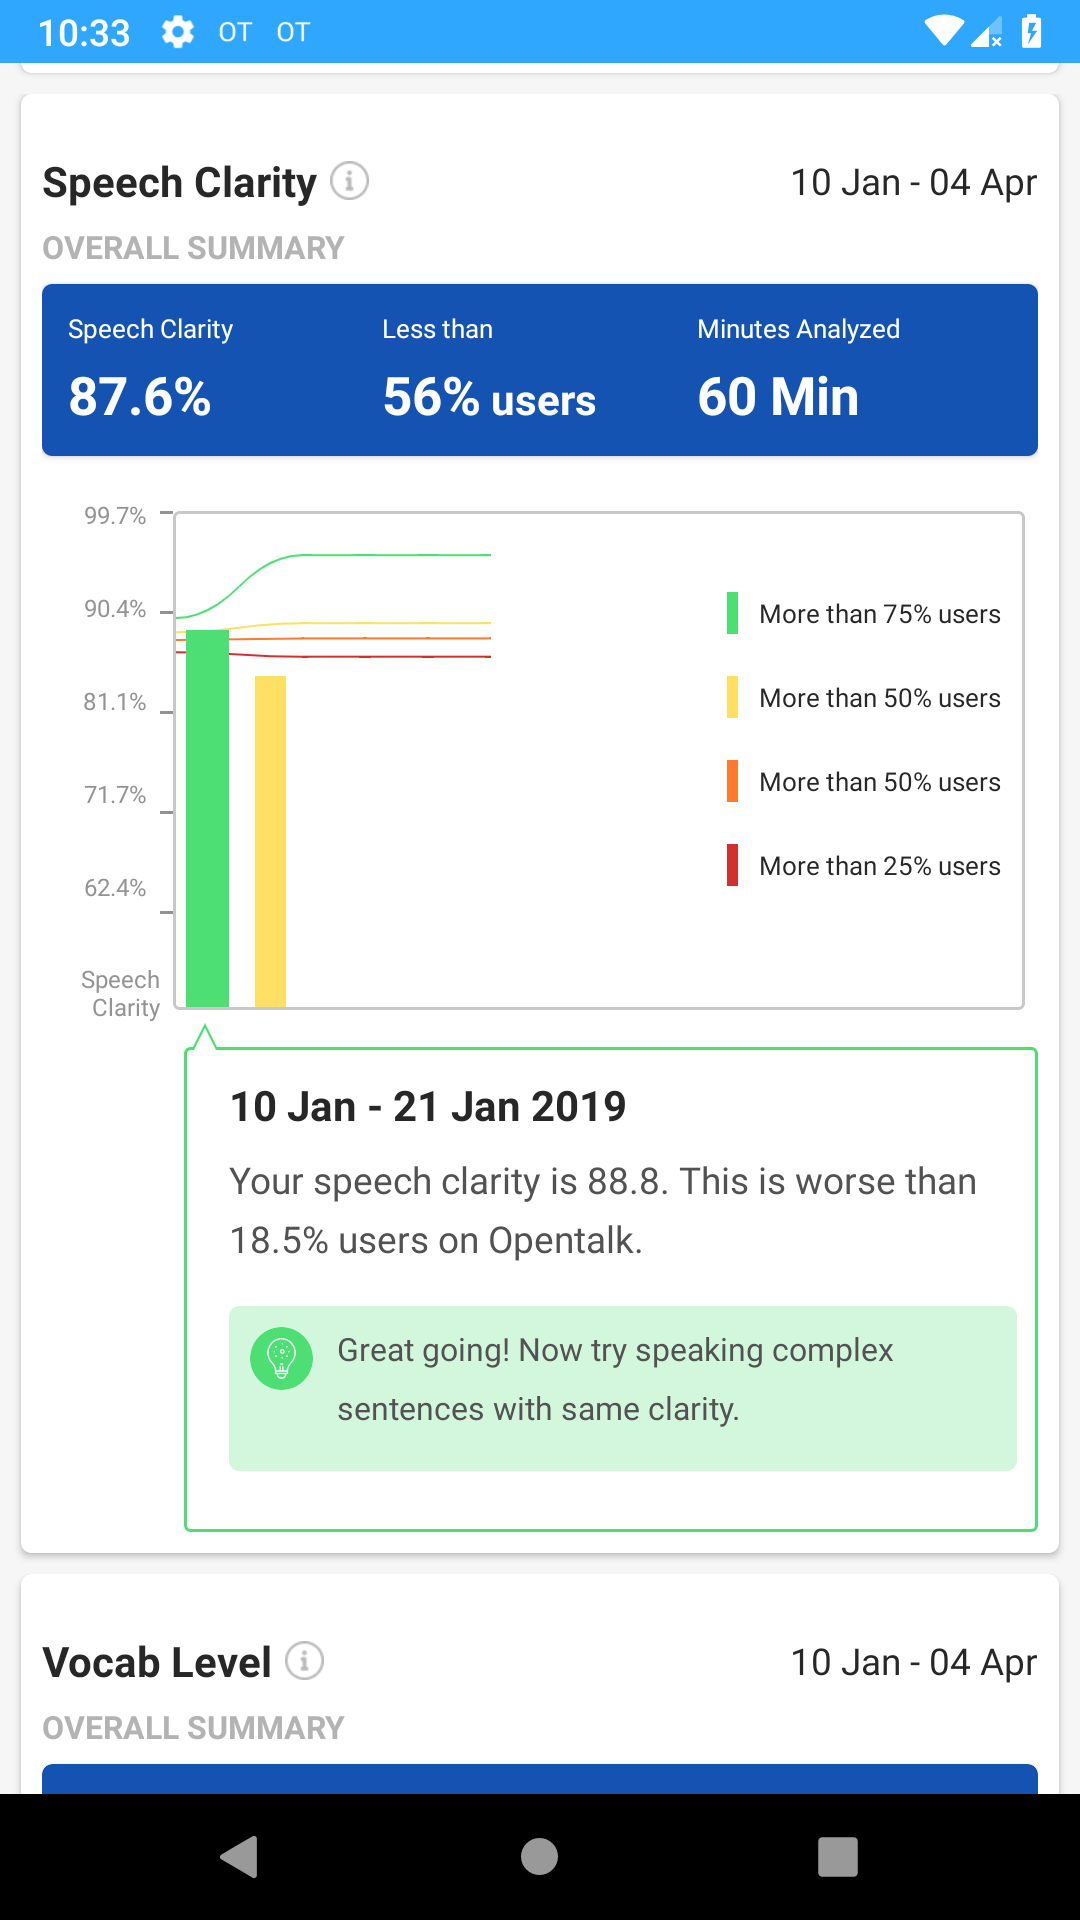 10:33 OT OT
Speech Clarity 10 Jan - 04 Apr
OVERALL SUMMARY
Speech Clarity Less than Minutes Analyzed
87.6% 56% users 60 Min
99.7%
90.4%
81.1%
71.7%
62.4%
Speech
Clarity
More than 75% users
More than 50% users
More than 50% users
More than 25% users
10 Jan - 21 Jan 2019
Your speech clarity is 88.8. This is worse than
18.5% users on Opentalk.
Great going! Now try speaking complex
sentences with same clarity.
Vocab Level 10 Jan - 04 Apr
OVERALL SUMMARY